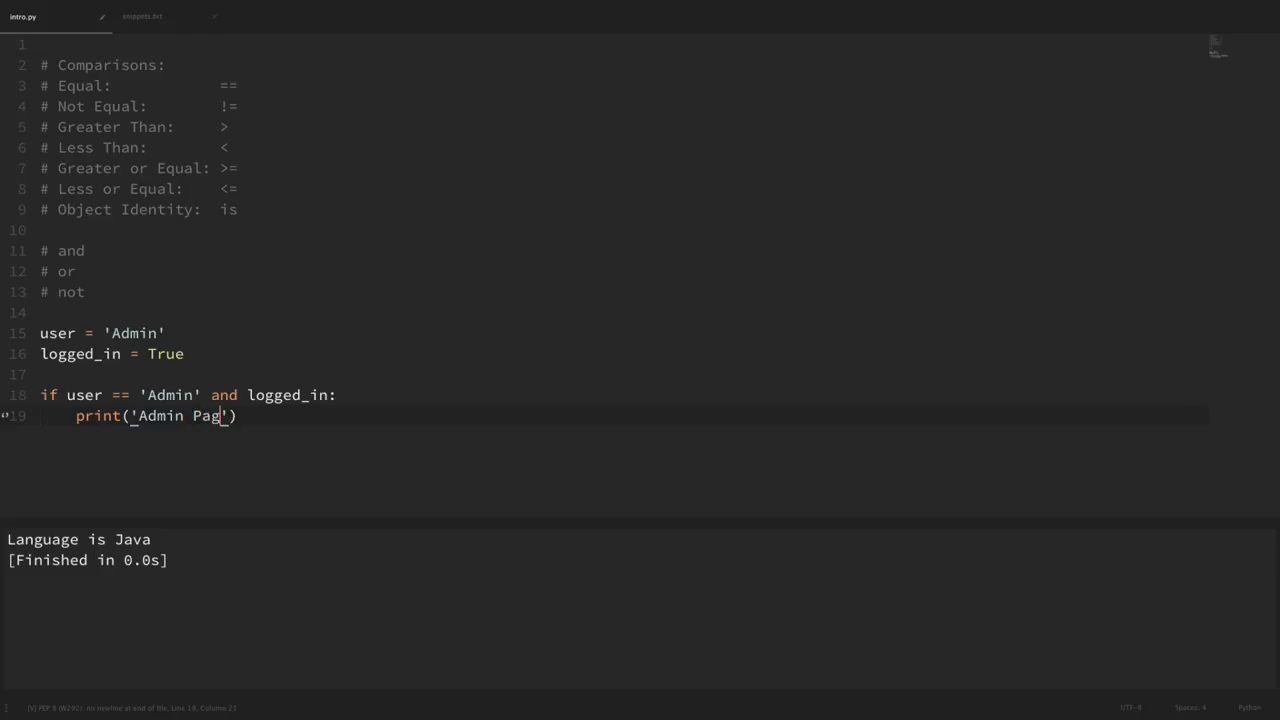 intro.py
snippets.txt
1
2 # Comparisons:
3 # Equal: ==
4 # Not Equal: !=
5 # Greater Than: >
6 # Less Than: <
7 # Greater or Equal: >=
8 # Less or Equal: <=
9 # Object Identity: is
10
11 # and
12 # or
13 # not
14
15 user = 'Admin'
16 logged_in = True
17
18 if user == 'Admin' and logged_in:
19 print('Admin Pag')
Language is Java
[Finished in 0.0s]
[V] PEP 8 (W292): no newline at end of file, Line 19, Column 21
UTF-8
Spaces: 4
Python